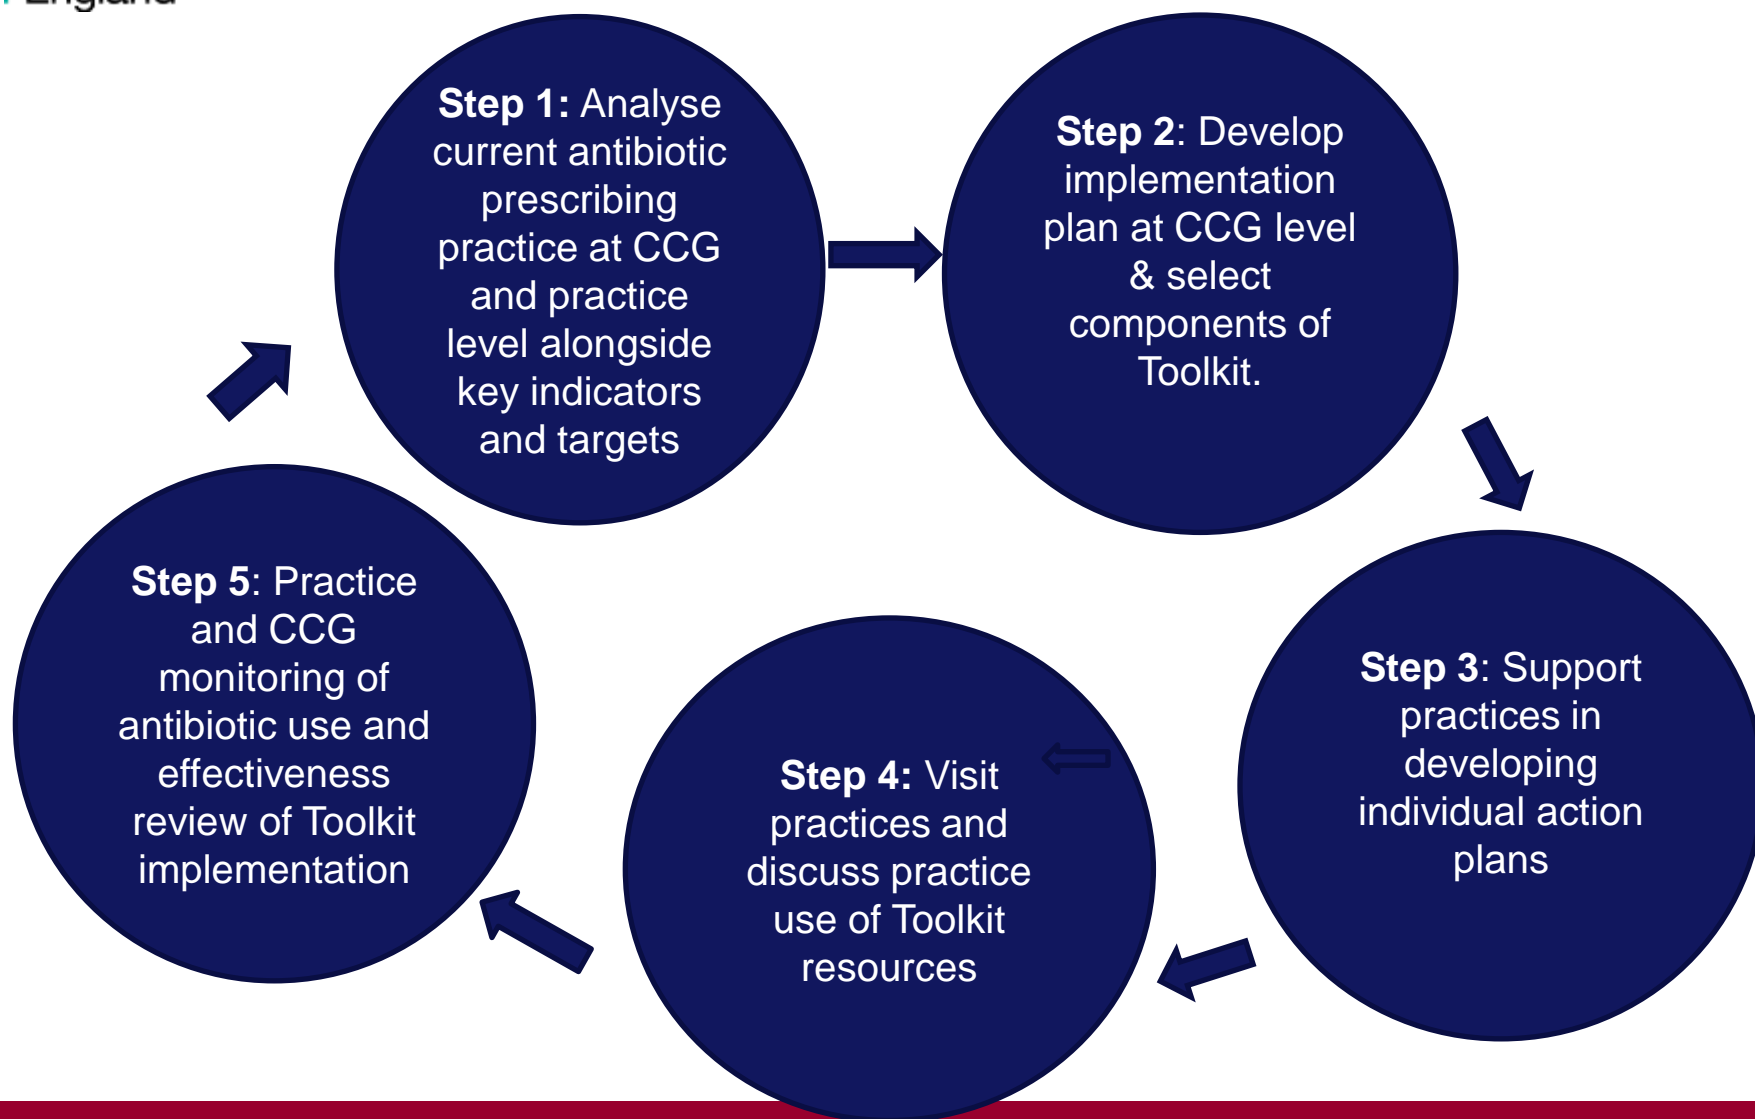 England
Step 1: Analyse
current antibiotic
prescribing
practice at CCG
and practice
level alongside
key indicators
and targets
Step 2: Develop
implementation
plan at CCG level
& select
components of
Toolkit.
Step 3: Support
practices in
developing
individual action
plans
Step 4: Visit
practices and
discuss practice
use of Toolkit
resources
Step 5: Practice
and CCG
monitoring of
antibiotic use and
effectiveness
review of Toolkit
implementation